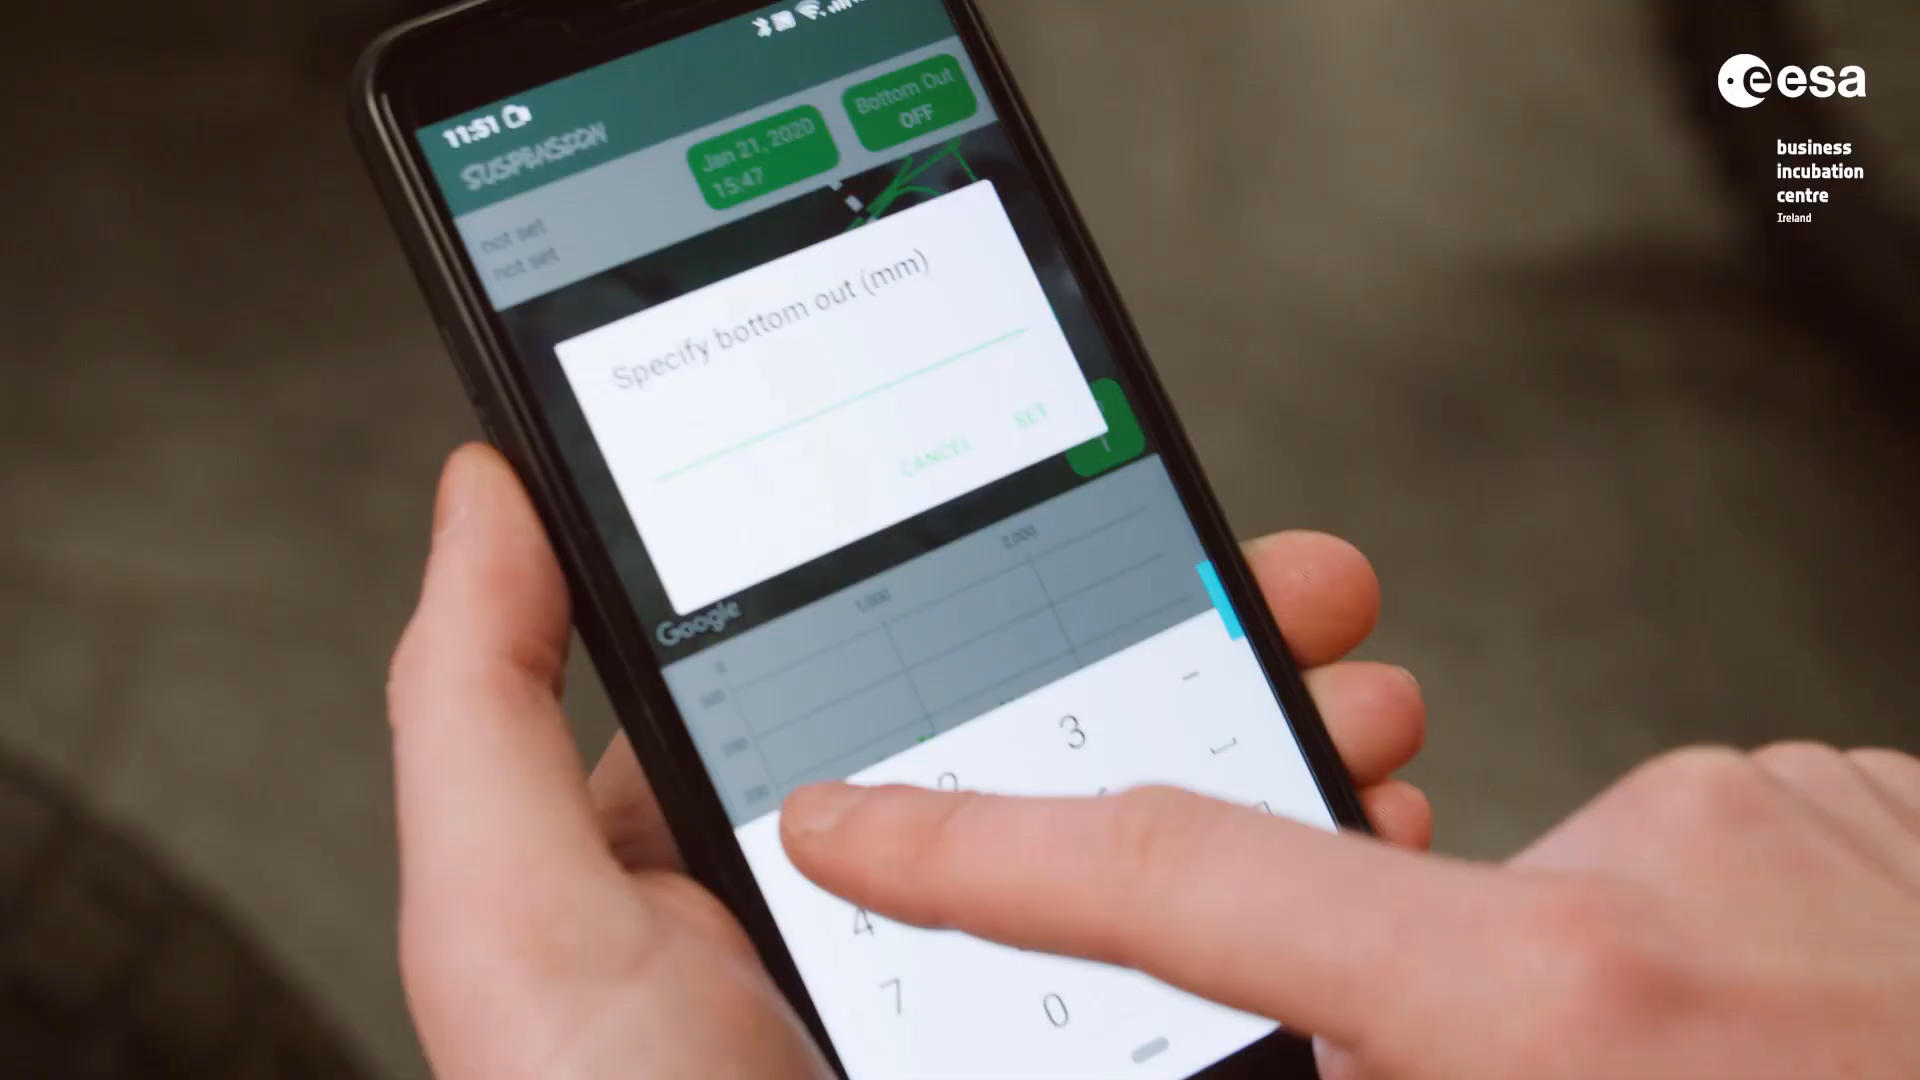 11:51
SUSPENSION
Jan 21, 2020
15:47
Bottom Out
OFF
not set
not set
Specify bottom out (mm)
CANCEL
SET
Google
1,000
2,000
2
3
-
4
7
0
esa
business
incubation
centre
Ireland